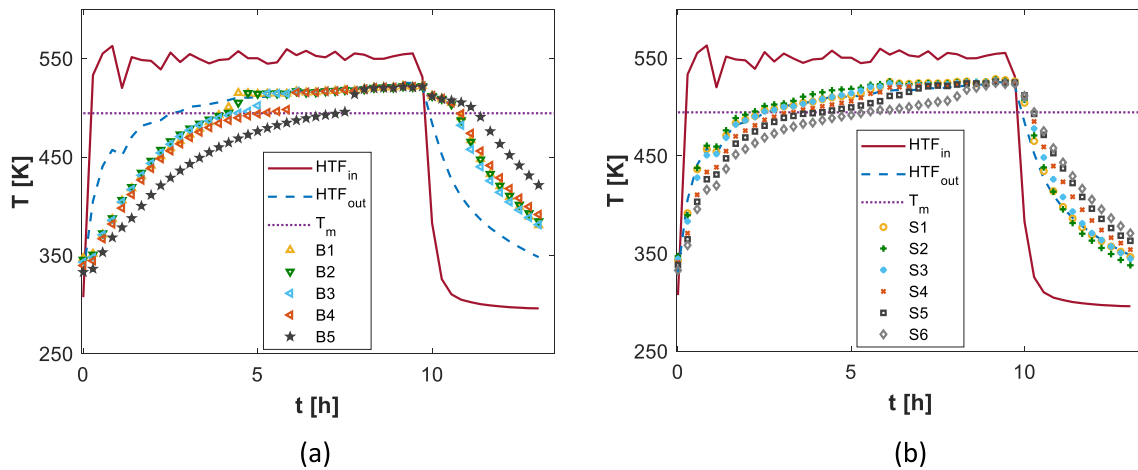 550
450
350
250
T [K]
HTF_in
HTF_out
T_m
B1
B2
B3
B4
B5
0
5
10
t [h]
(a)
550
450
350
250
T [K]
HTF_in
HTF_out
T_m
S1
S2
S3
S4
S5
S6
0
5
10
t [h]
(b)